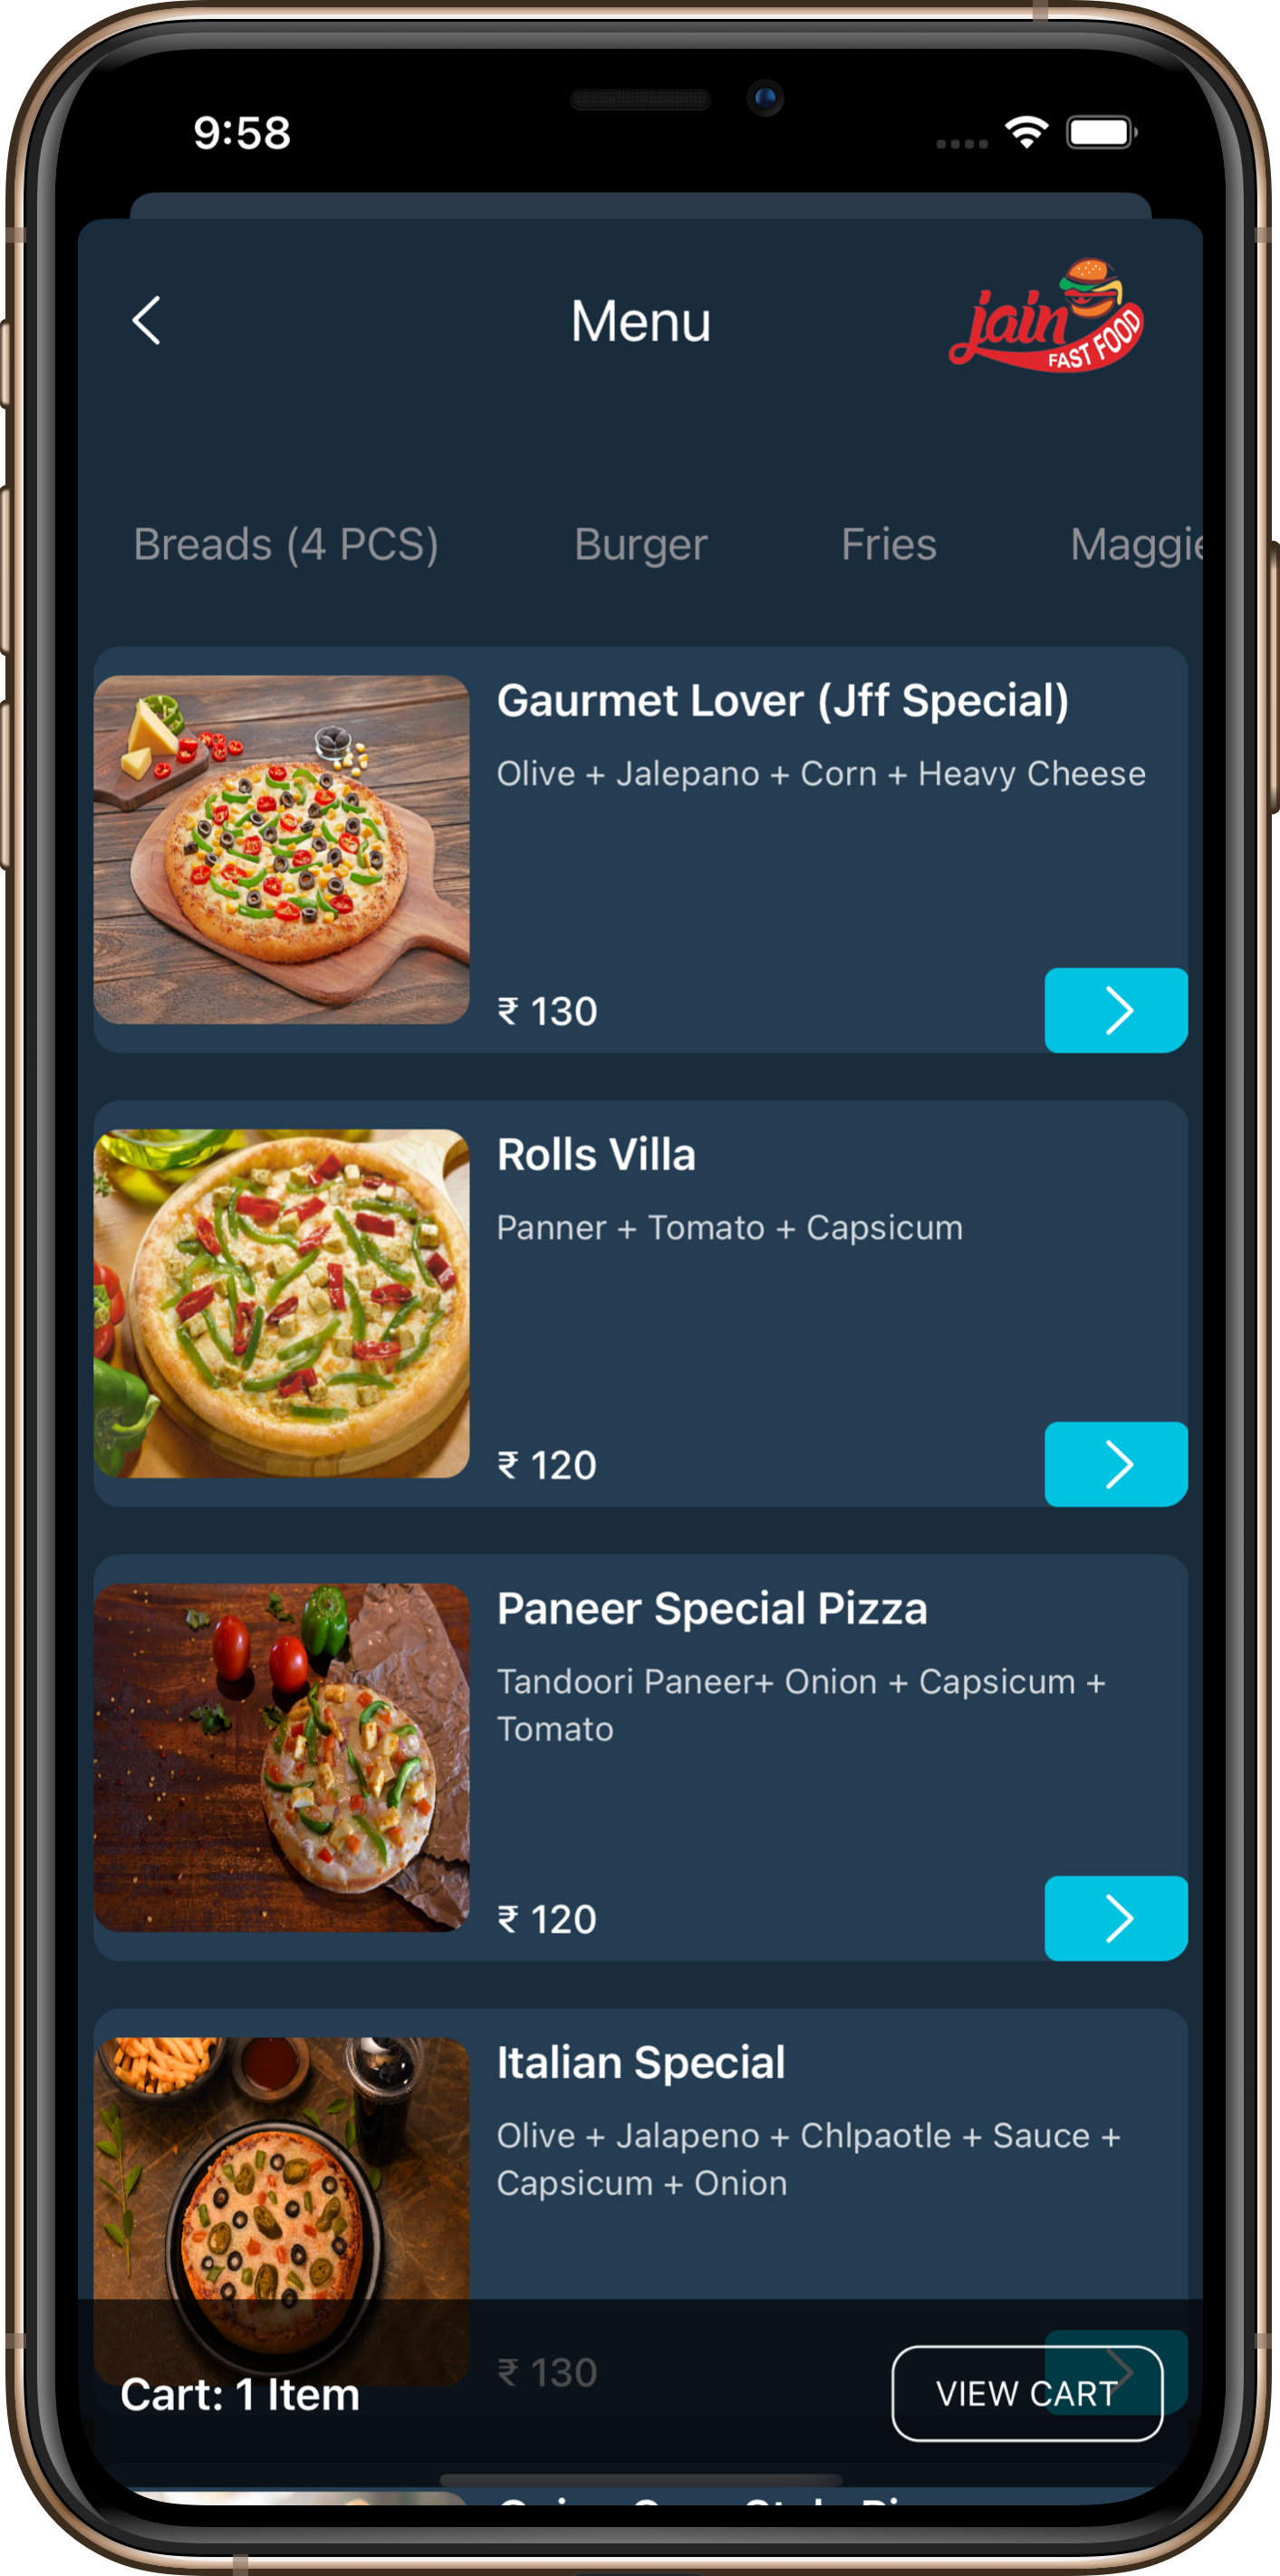 9:58
Menu
jain
FAST FOOD
Breads (4 PCS) Burger Fries Maggie
Gaurmet Lover (Jff Special)
Olive + Jalepano + Corn + Heavy Cheese
₹ 130
Rolls Villa
Panner + Tomato + Capsicum
₹ 120
Paneer Special Pizza
Tandoori Paneer+ Onion + Capsicum +
Tomato
₹ 120
Italian Special
Olive + Jalapeno + Chlpaotle + Sauce +
Capsicum + Onion
₹ 130
Cart: 1 Item
VIEW CART